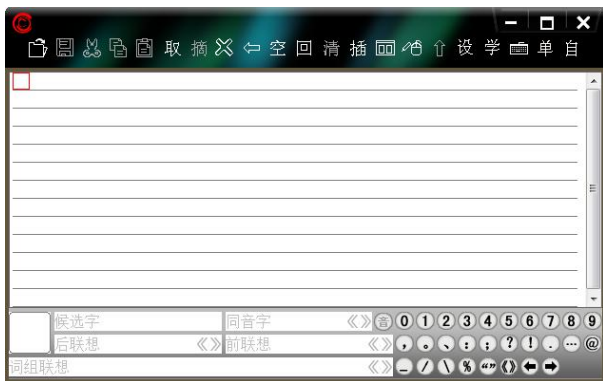 取 摘 空 回 清 插 设 学 单 自
候选字 同音字 《》 音 0 1 2 3 4 5 6 7 8 9
后联想 《》 前联想 《》 , 。 、 : ; ? ! . … @
词组联想 《》 _ / \ % “” 《》